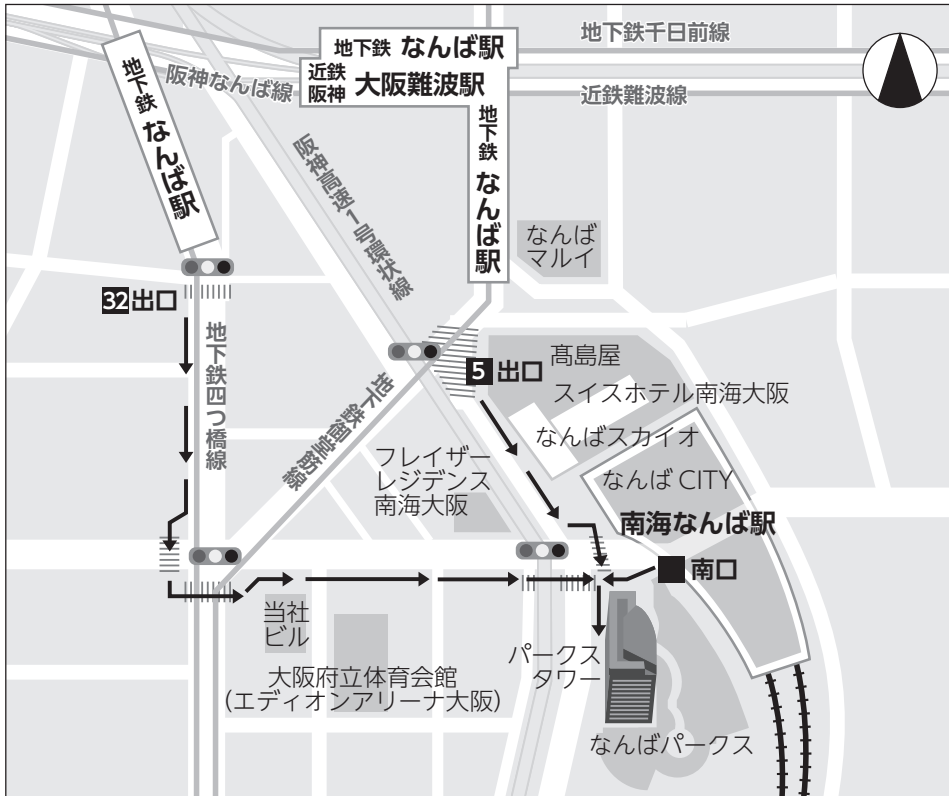 地下鉄 なんば駅
近鉄
阪神
大阪難波駅
地下鉄千日前線
近鉄難波線
阪神なんば線
地下鉄 なんば駅
地下鉄 なんば駅
阪神高速1号環状線
なんば
マルイ
32出口
地下鉄四つ橋線
地下鉄御堂筋線
5 出口
髙島屋
スイスホテル南海大阪
なんばスカイオ
なんば CITY
フレイザー
レジデンス
南海大阪
南海なんば駅
南口
当社
ビル
大阪府立体育会館
(エディオンアリーナ大阪)
パークス
タワー
なんばパークス